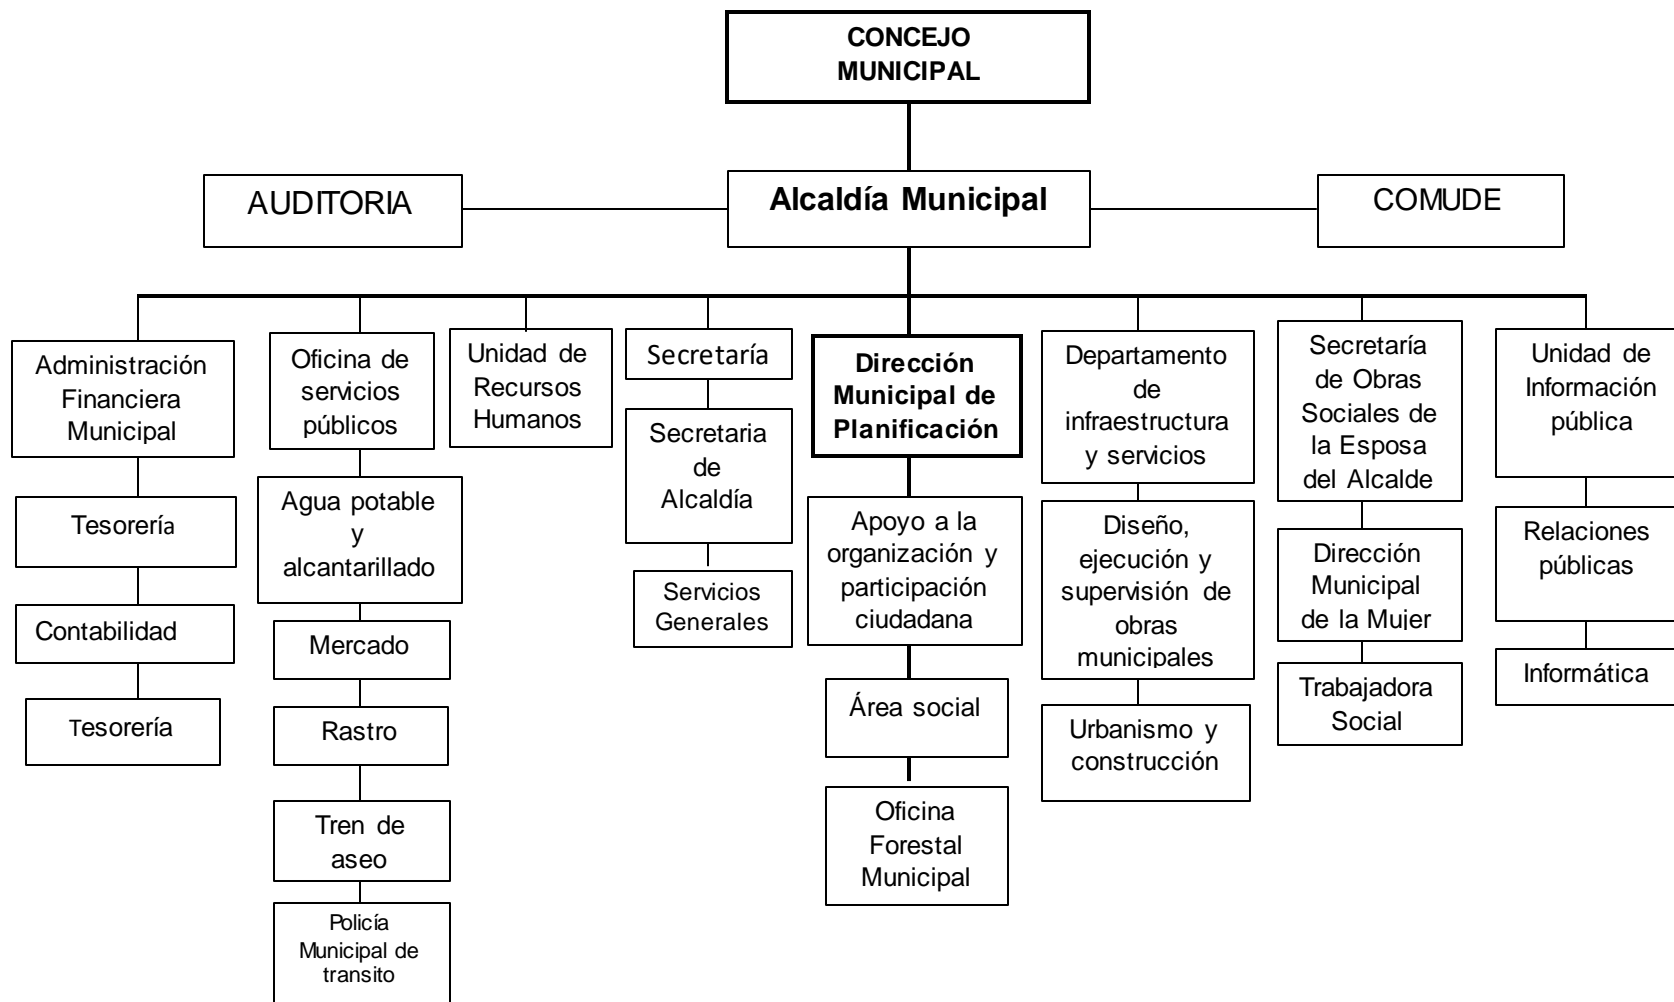 CONCEJO
MUNICIPAL
AUDITORIA
Alcaldía Municipal
COMUDE
Administración
Financiera
Municipal
Tesorería
Contabilidad
Tesorería
Oficina de
servicios
públicos
Agua potable
y
alcantarillado
Mercado
Rastro
Tren de
aseo
Policía
Municipal de
transito
Unidad de
Recursos
Humanos
Secretaría
Secretaria
de
Alcaldía
Servicios
Generales
Dirección
Municipal de
Planificación
Apoyo a la
organización y
participación
ciudadana
Área social
Oficina
Forestal
Municipal
Departamento
de
infraestructura
y servicios
Diseño,
ejecución y
supervisión de
obras
municipales
Urbanismo y
construcción
Secretaría
de Obras
Sociales de
la Esposa
del Alcalde
Dirección
Municipal
de la Mujer
Trabajadora
Social
Unidad de
Información
pública
Relaciones
públicas
Informática